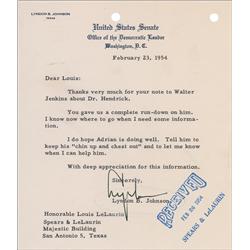 LYNDON B. JOHNSON
TEXAS
United States Senate
Office of the Democratic Leader
Washington, D. C.
February 23, 1954
Dear Louis:
Thanks very much for your note to Walter
Jenkins about Dr. Hendrick.
You gave us a complete run-down on him.
I know now where to go when I need some informa-
tion.
I do hope Adrian is doing well. Tell him to
keep his "chin up and chest out" and to let me know
when I can help him.
With deep appreciation for this information.
Sincerely,
Lyndon B. Johnson
Honorable Louis LeLaurin
Spears & LeLaurin
Majestic Building
San Antonio 5, Texas
RECEIVED
FEB 26 1954
SPEARS & LeLAURIN